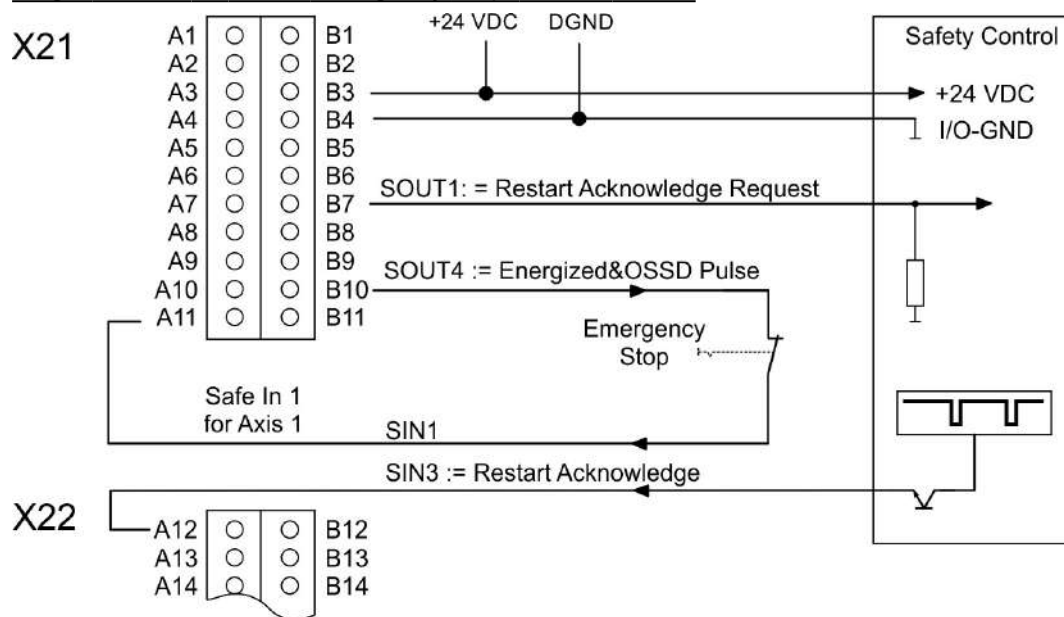 +24 VDC DGND
X21
Safety Control
A1 B1
A2 B2
A3 B3
+24 VDC
A4 B4
I/O-GND
A5 B5
A6 B6
SOUT1: = Restart Acknowledge Request
A7 B7
A8 B8
A9 B9
SOUT4 := Energized&OSSD Pulse
A10 B10
A11 B11
Emergency
Stop
Safe In 1
for Axis 1
SIN1
SIN3 := Restart Acknowledge
X22
A12 B12
A13 B13
A14 B14